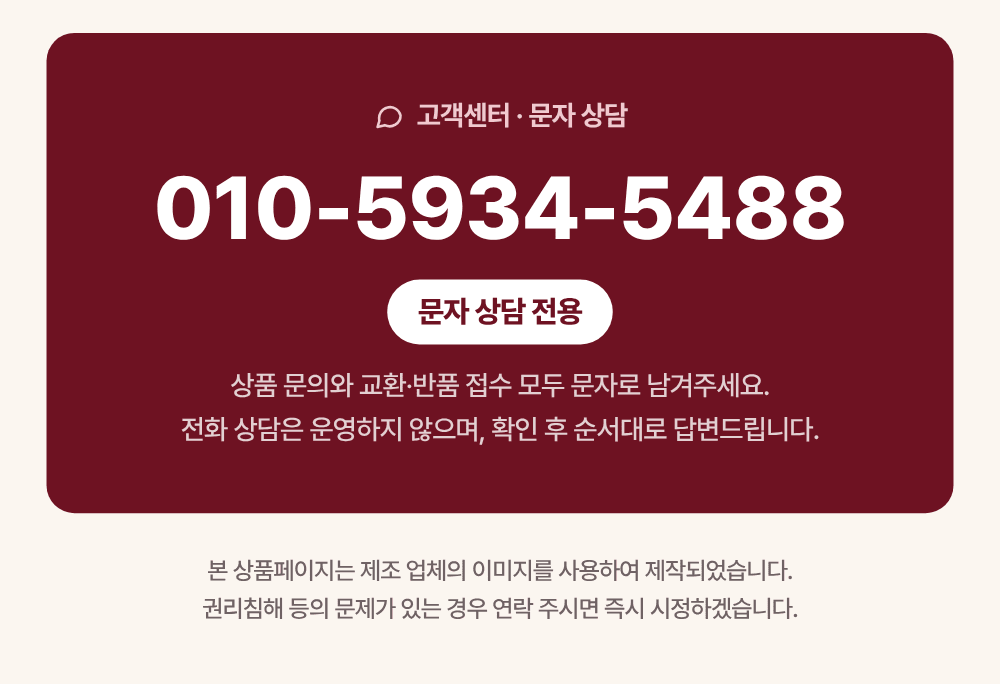 고객센터 · 문자 상담
010-5934-5488
문자 상담 전용
상품 문의와 교환·반품 접수 모두 문자로 남겨주세요.
전화 상담은 운영하지 않으며, 확인 후 순서대로 답변드립니다.
본 상품페이지는 제조 업체의 이미지를 사용하여 제작되었습니다.
권리침해 등의 문제가 있는 경우 연락 주시면 즉시 시정하겠습니다.